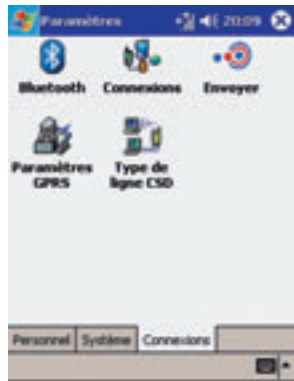 Paramètres 20:09
Bluetooth Connexions Envoyer
Paramètres GPRS
Type de ligne CSD
Personnel Système Connexions